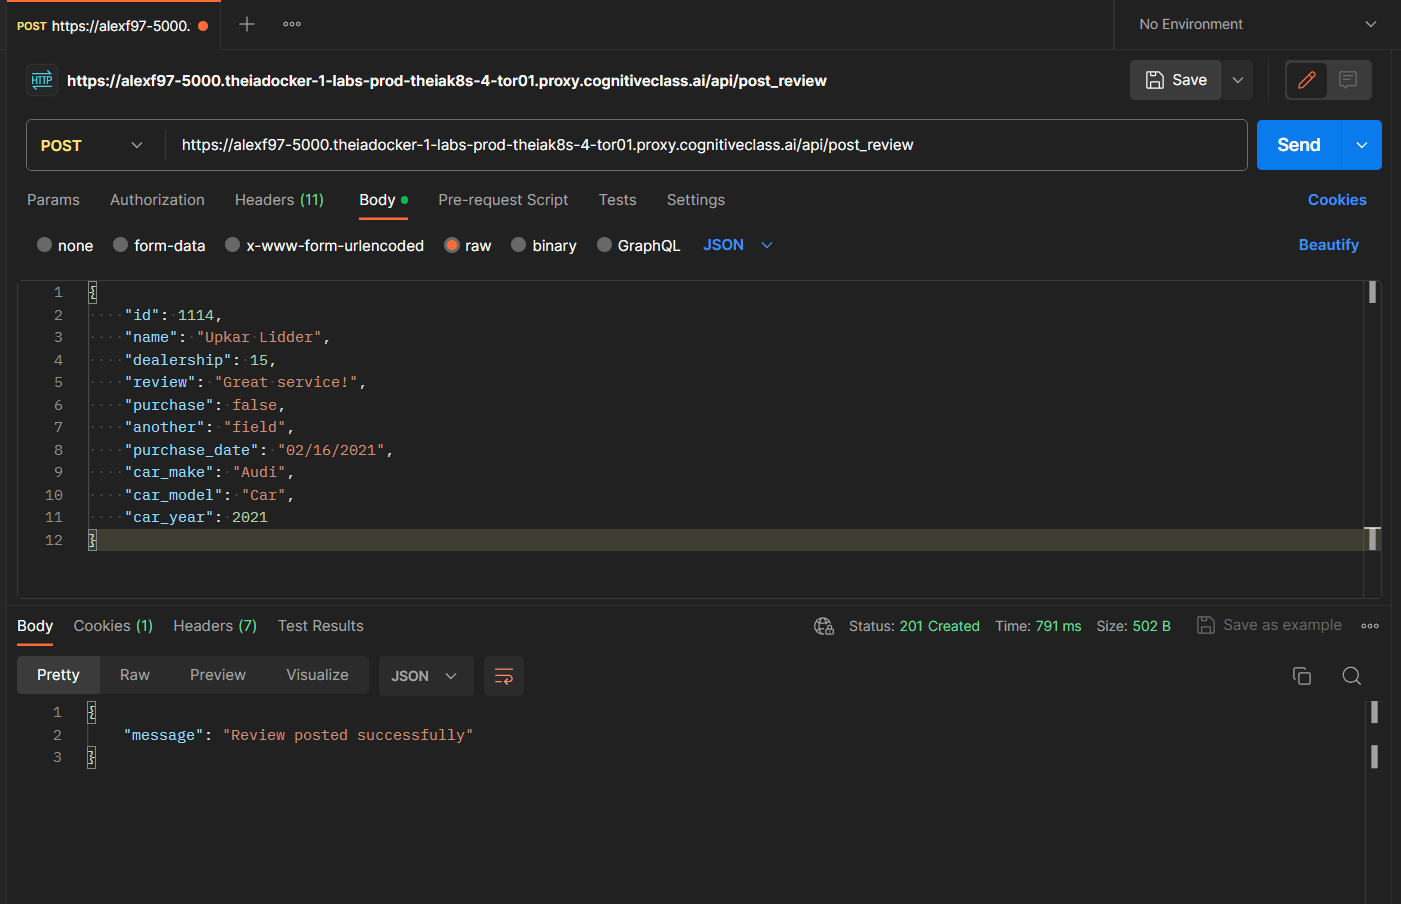 POST https://alexf97-5000.
No Environment
HTTP https://alexf97-5000.theiadocker-1-labs-prod-theiak8s-4-tor01.proxy.cognitiveclass.ai/api/post_review
Save
POST https://alexf97-5000.theiadocker-1-labs-prod-theiak8s-4-tor01.proxy.cognitiveclass.ai/api/post_review
Send
Params Authorization Headers (11) Body Pre-request Script Tests Settings Cookies
none form-data x-www-form-urlencoded raw binary GraphQL JSON Beautify
1 {
2 "id": 1114,
3 "name": "Upkar Lidder",
4 "dealership": 15,
5 "review": "Great service!",
6 "purchase": false,
7 "another": "field",
8 "purchase_date": "02/16/2021",
9 "car_make": "Audi",
10 "car_model": "Car",
11 "car_year": 2021
12 }
Body Cookies (1) Headers (7) Test Results Status: 201 Created Time: 791 ms Size: 502 B Save as example
Pretty Raw Preview Visualize JSON
1 {
2 "message": "Review posted successfully"
3 }